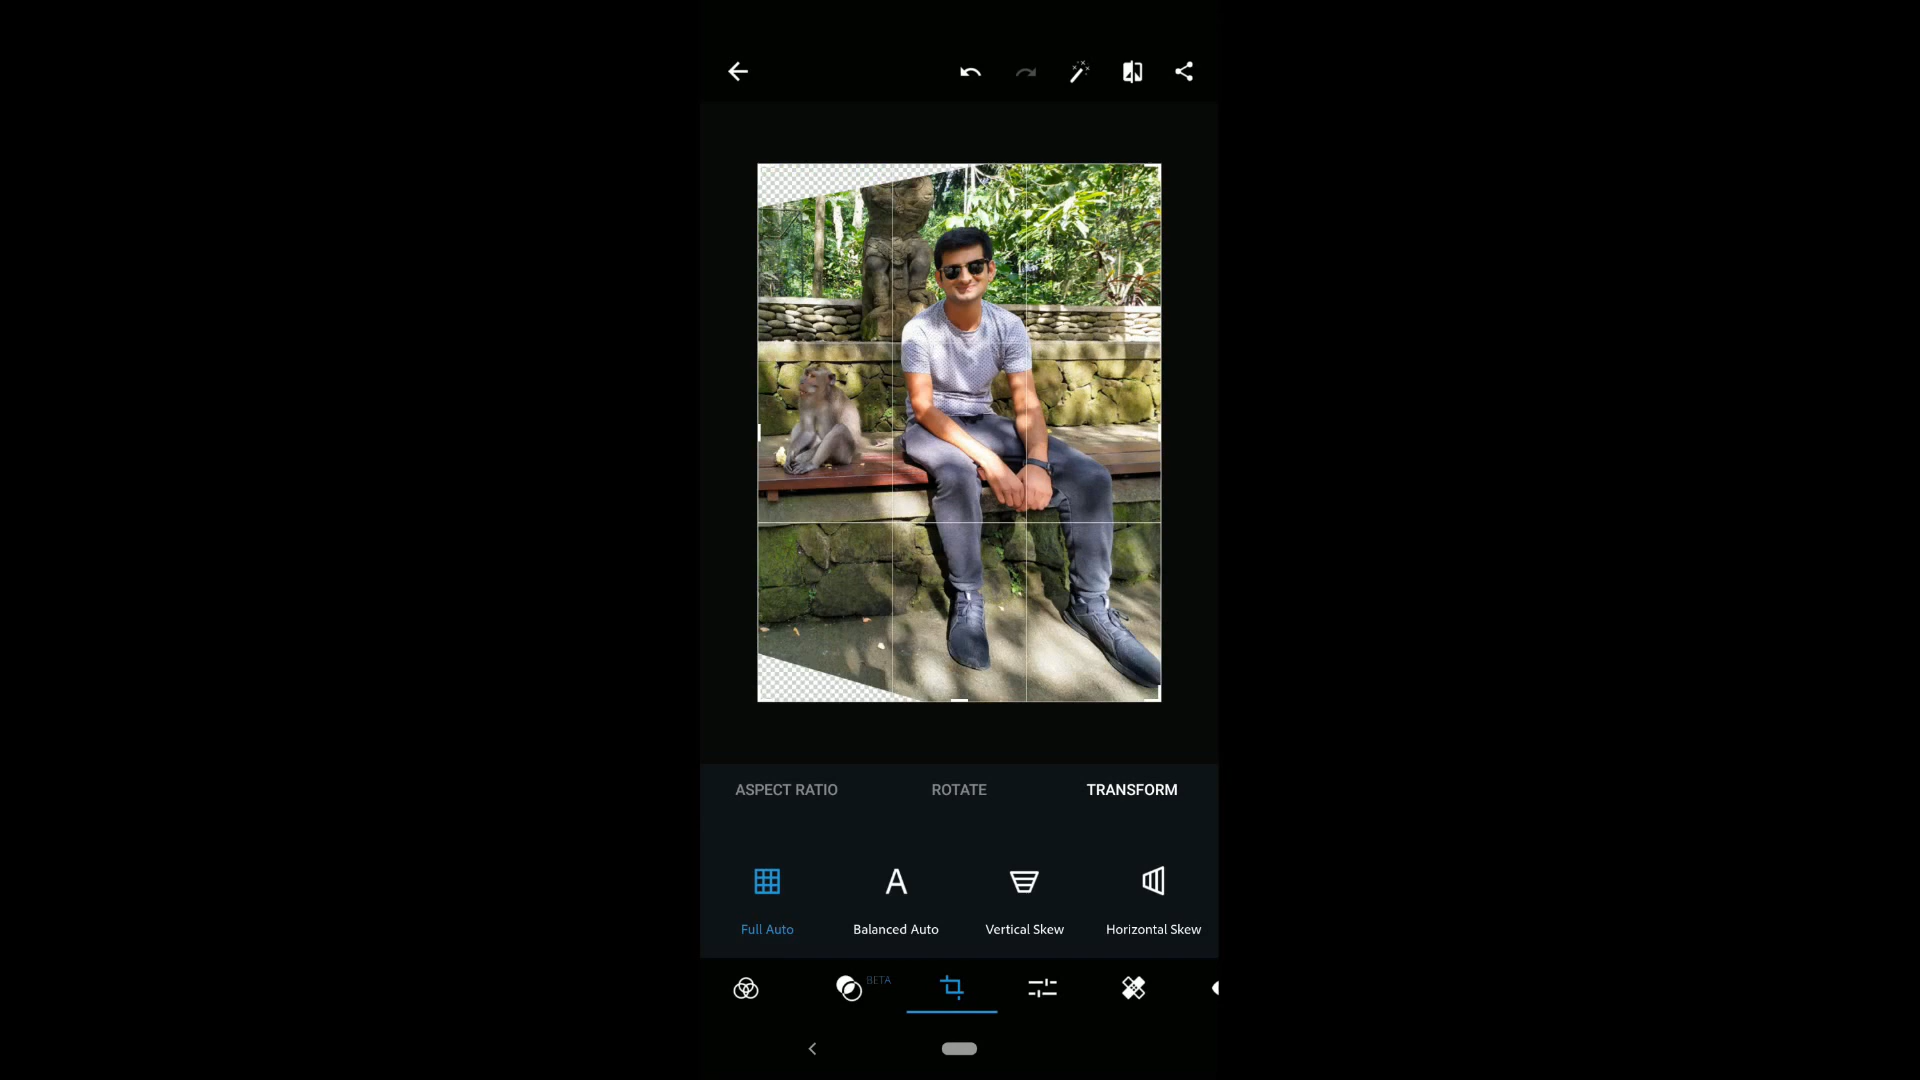 ASPECT RATIO ROTATE TRANSFORM
Full Auto Balanced Auto Vertical Skew Horizontal Skew
BETA